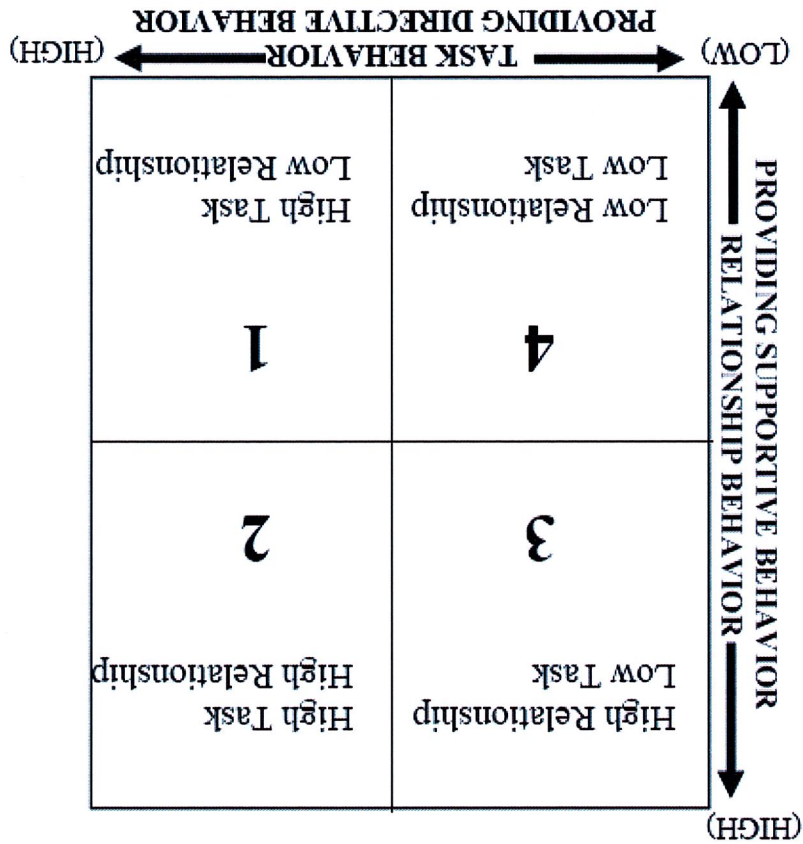 (HIGH)
PROVIDING SUPPORTIVE BEHAVIOR
RELATIONSHIP BEHAVIOR
High Relationship
Low Task
3
High Task
High Relationship
2
4
Low Relationship
Low Task
1
High Task
Low Relationship
(LOW)
TASK BEHAVIOR
(HIGH)
PROVIDING DIRECTIVE BEHAVIOR